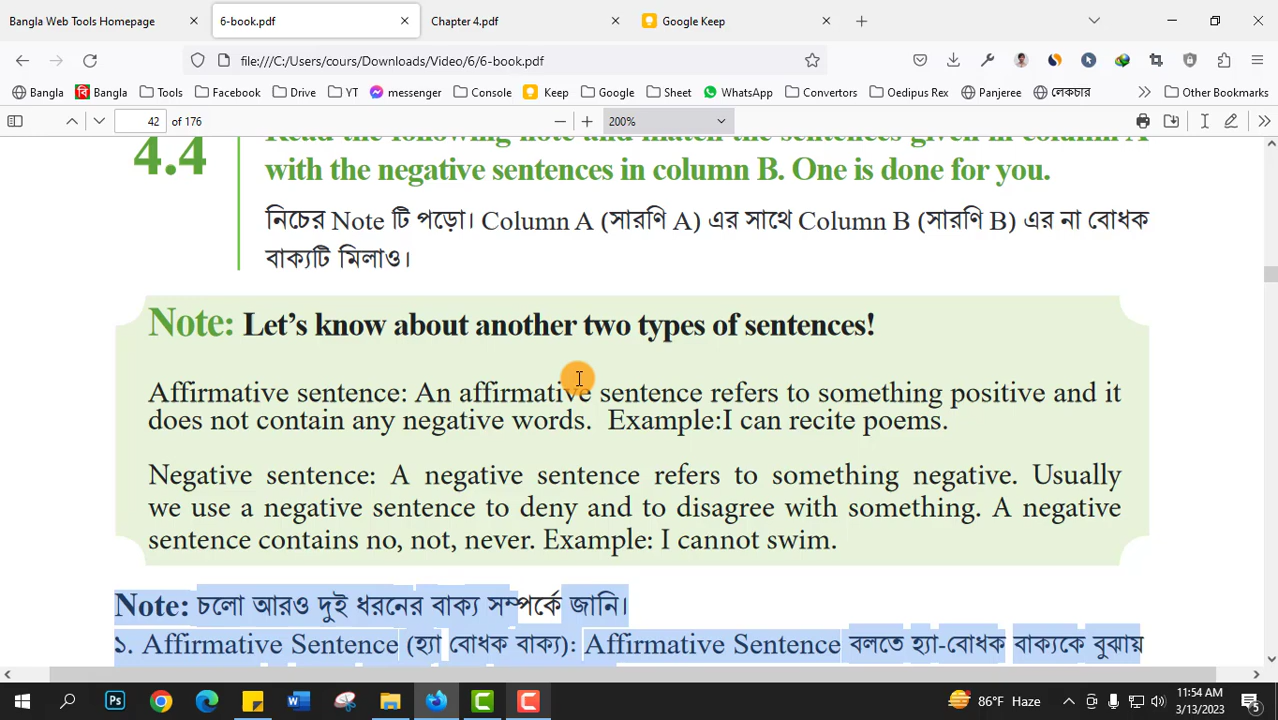 Bangla Web Tools Homepage
6-book.pdf
Chapter 4.pdf
Google Keep
file:///C:/Users/cours/Downloads/Video/6/6-book.pdf
Bangla
বি Bangla
Tools
Facebook
Drive
YT
messenger
Console
Keep
Google
Sheet
WhatsApp
Convertors
Oedipus Rex
Panjeree
লেকচার
Other Bookmarks
42 of 176
200%
4.4
with the negative sentences in column B. One is done for you.
নিচের Note টি পড়ো। Column A (সারণি A) এর সাথে Column B (সারণি B) এর না বোধক
বাক্যটি মিলাও।
Note: Let's know about another two types of sentences!
Affirmative sentence: An affirmative sentence refers to something positive and it
does not contain any negative words. Example:I can recite poems.
Negative sentence: A negative sentence refers to something negative. Usually
we use a negative sentence to deny and to disagree with something. A negative
sentence contains no, not, never. Example: I cannot swim.
Note: চলো আরও দুই ধরনের বাক্য সম্পর্কে জানি।
১. Affirmative Sentence (হ্যা বোধক বাক্য): Affirmative Sentence বলতে হ্যা-বোধক বাক্যকে বুঝায়
Ps
W
86°F Haze
11:54 AM
3/13/2023
5